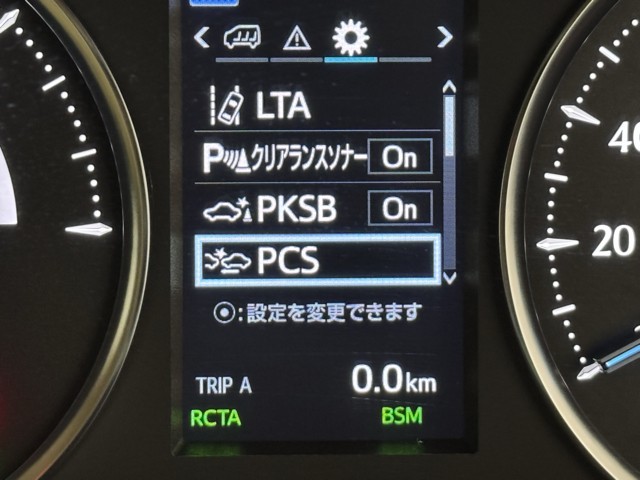 LTA
クリアランスソナー On
PKSB On
PCS
:設定を変更できます
TRIP A 0.0km
RCTA BSM
40
20